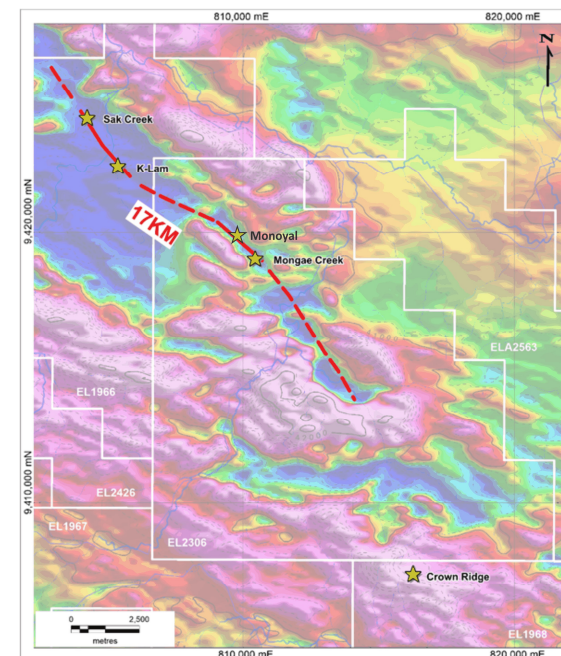 810,000 mE
820,000 mE
N
Sak Creek
K-Lam
9,420,000 mN
17KM
Monoyal
Mongae Creek
ELA2563
EL1966
EL2426
9,410,000 mN
EL1967
EL2306
Crown Ridge
0
2,500
metres
EL1968
810,000 mE
820,000 mE